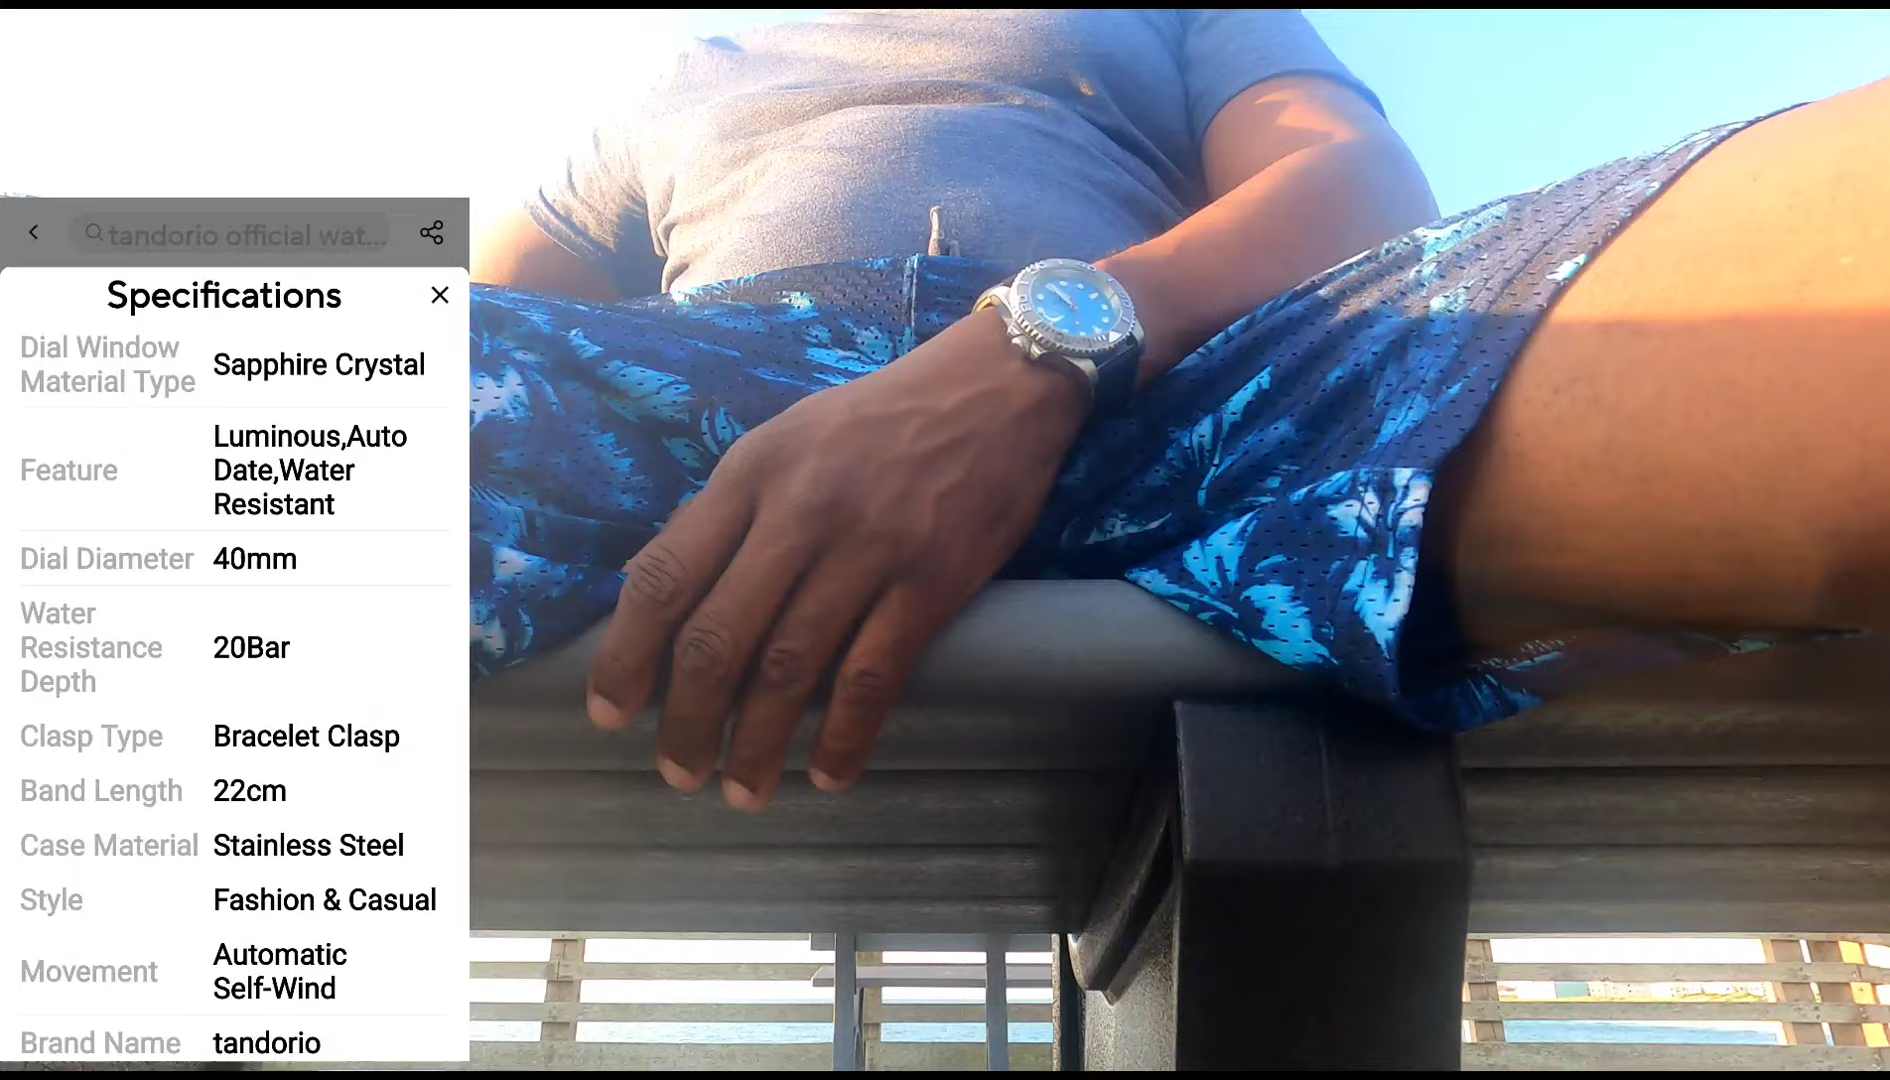 tandorio official wat...
Specifications
Dial Window
Material Type
Sapphire Crystal
Feature
Luminous,Auto
Date,Water
Resistant
Dial Diameter
40mm
Water
Resistance
Depth
20Bar
Clasp Type
Bracelet Clasp
Band Length
22cm
Case Material
Stainless Steel
Style
Fashion & Casual
Movement
Automatic
Self-Wind
Brand Name
tandorio